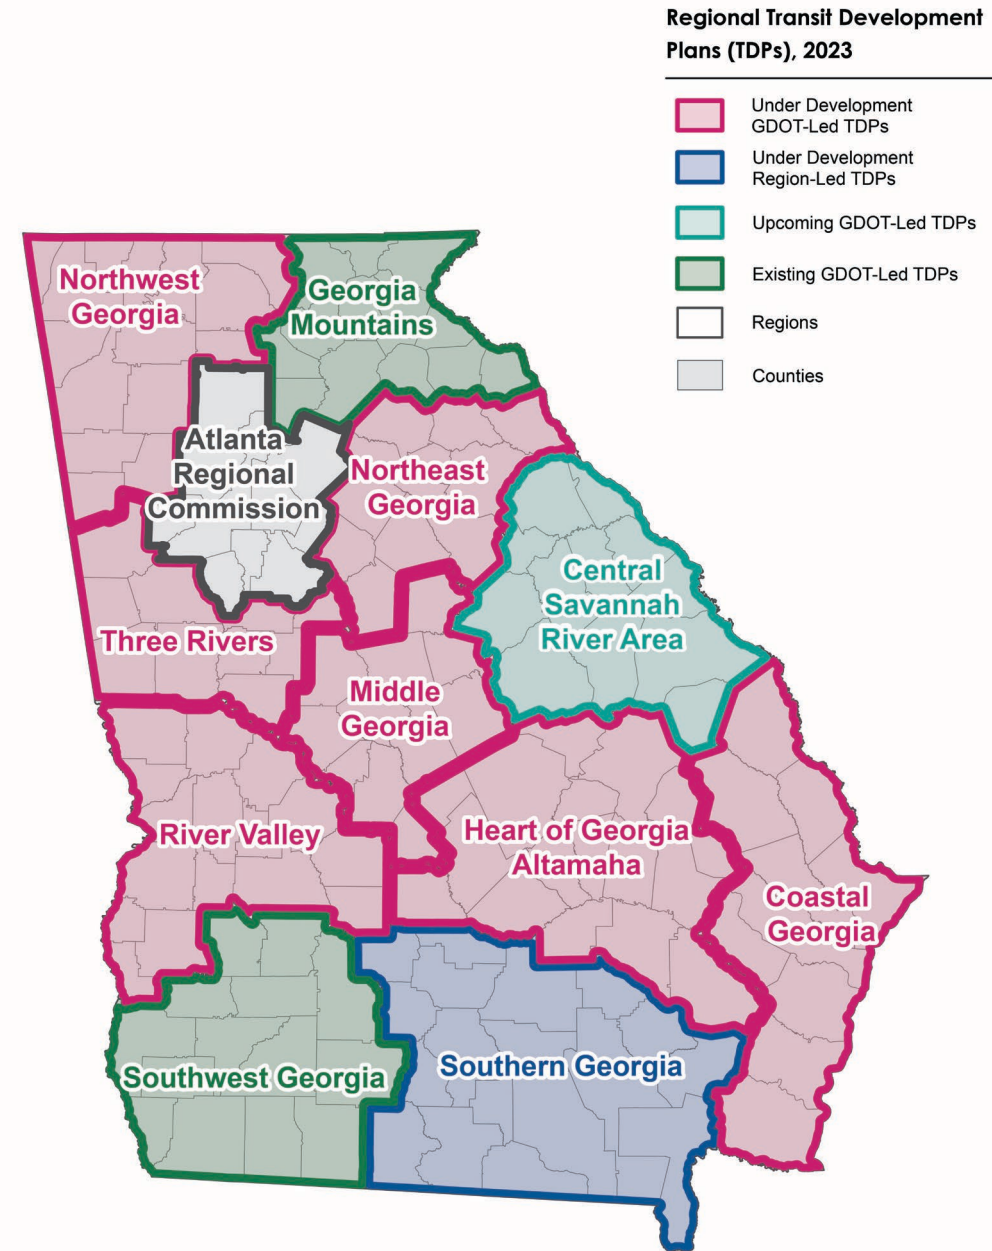 Regional Transit Development
Plans (TDPs), 2023
Under Development
GDOT-Led TDPs
Under Development
Region-Led TDPs
Upcoming GDOT-Led TDPs
Existing GDOT-Led TDPs
Regions
Counties
Northwest
Georgia
Georgia
Mountains
Atlanta
Regional
Commission
Northeast
Georgia
Central
Savannah
River Area
Three Rivers
Middle
Georgia
River Valley
Heart of Georgia
Altamaha
Coastal
Georgia
Southwest Georgia
Southern Georgia